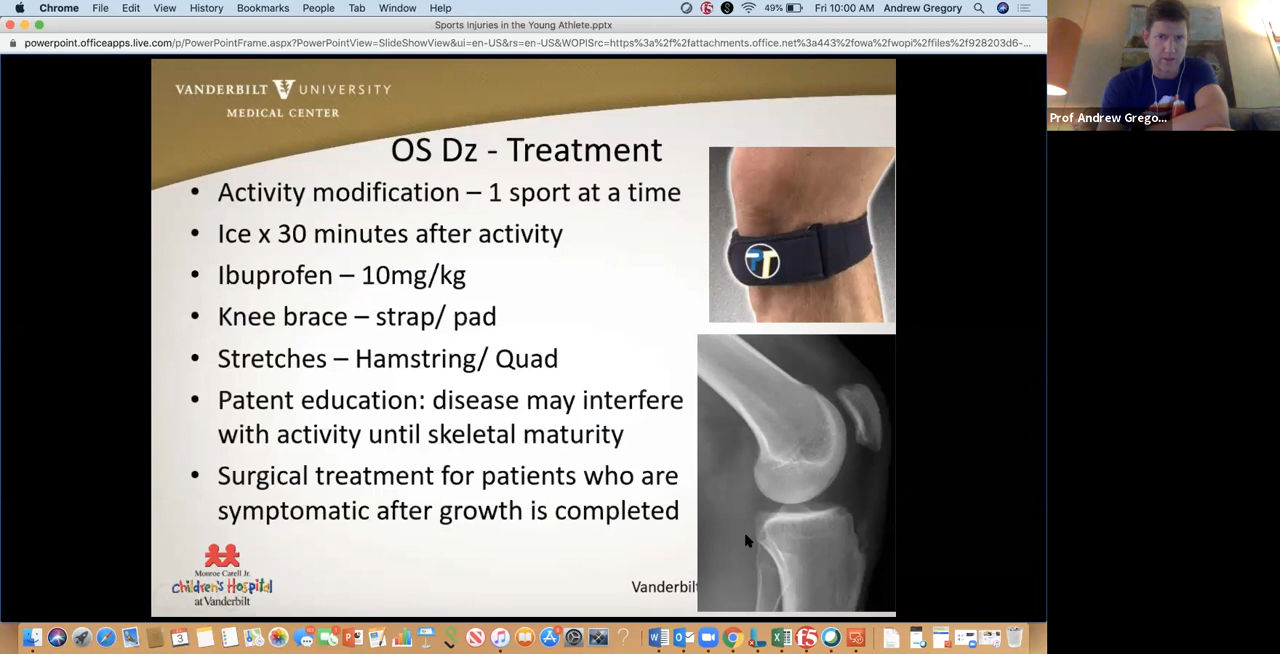 Chrome File Edit View History Bookmarks People Tab Window Help 49% Fri 10:00 AM Andrew Gregory
Sports Injuries in the Young Athlete.pptx
powerpoint.officeapps.live.com/p/PowerPointFrame.aspx?PowerPointView=SlideShowView&ui=en-US&rs=en-US&WOPISrc=https%3a%2f%2fattachments.office.net%3a443%2fowa%2fwopi%2ffiles%2f928203d6-...
Prof Andrew Grego...
VANDERBILT V UNIVERSITY
MEDICAL CENTER
OS Dz - Treatment
• Activity modification – 1 sport at a time
• Ice x 30 minutes after activity
• Ibuprofen – 10mg/kg
• Knee brace – strap/ pad
• Stretches – Hamstring/ Quad
• Patent education: disease may interfere
with activity until skeletal maturity
• Surgical treatment for patients who are
symptomatic after growth is completed
PT
Monroe Carell Jr.
Children's Hospital
at Vanderbilt
Vanderbilt